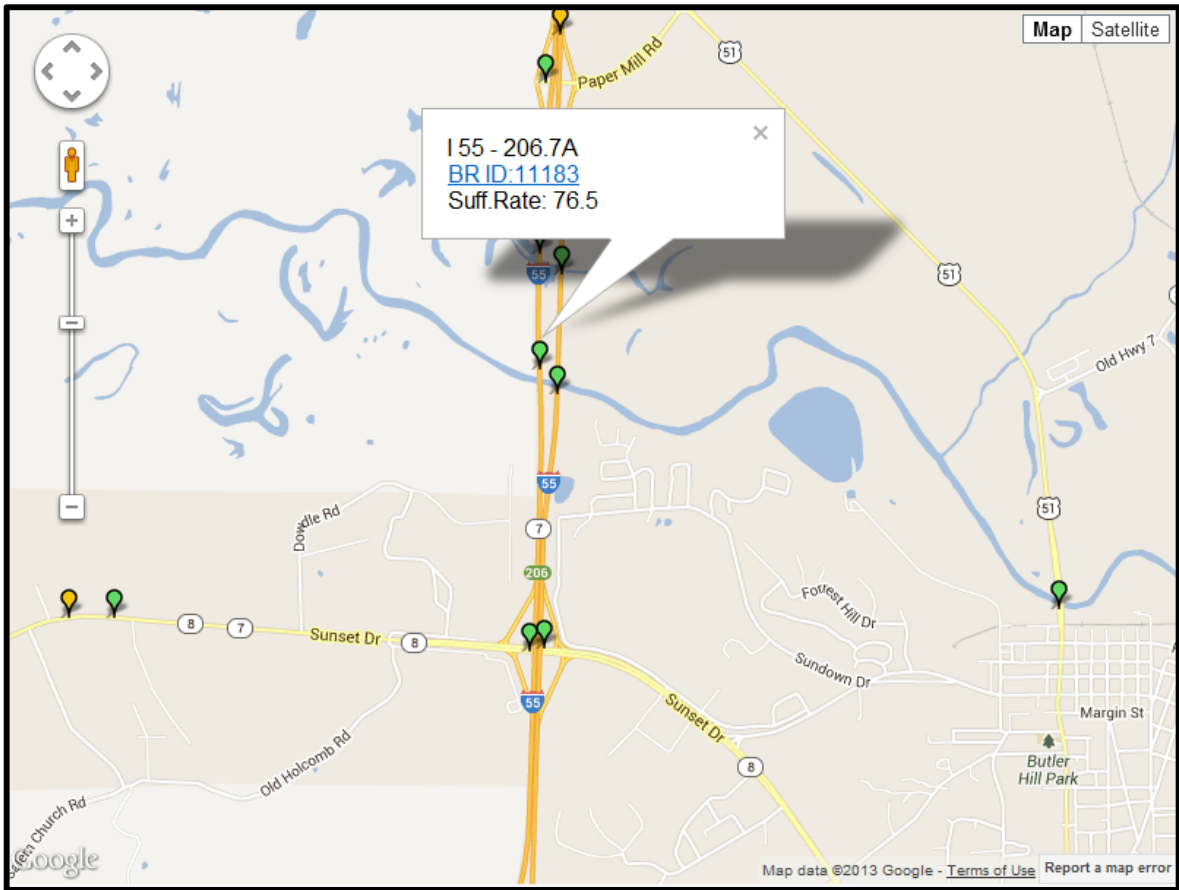 Map
Satellite
51
Paper Mill Rd
I 55 - 206.7A
BR ID:11183
Suff.Rate: 76.5
55
51
Old Hwy 7
55
51
Dowdle Rd
7
206
Forrest Hill Dr
8
7
Sunset Dr
8
Sundown Dr
55
Sunset Dr
Margin St
Old Holcomb Rd
8
Butler
Hill Park
Church Rd
Google
Map data ©2013 Google - Terms of Use
Report a map error